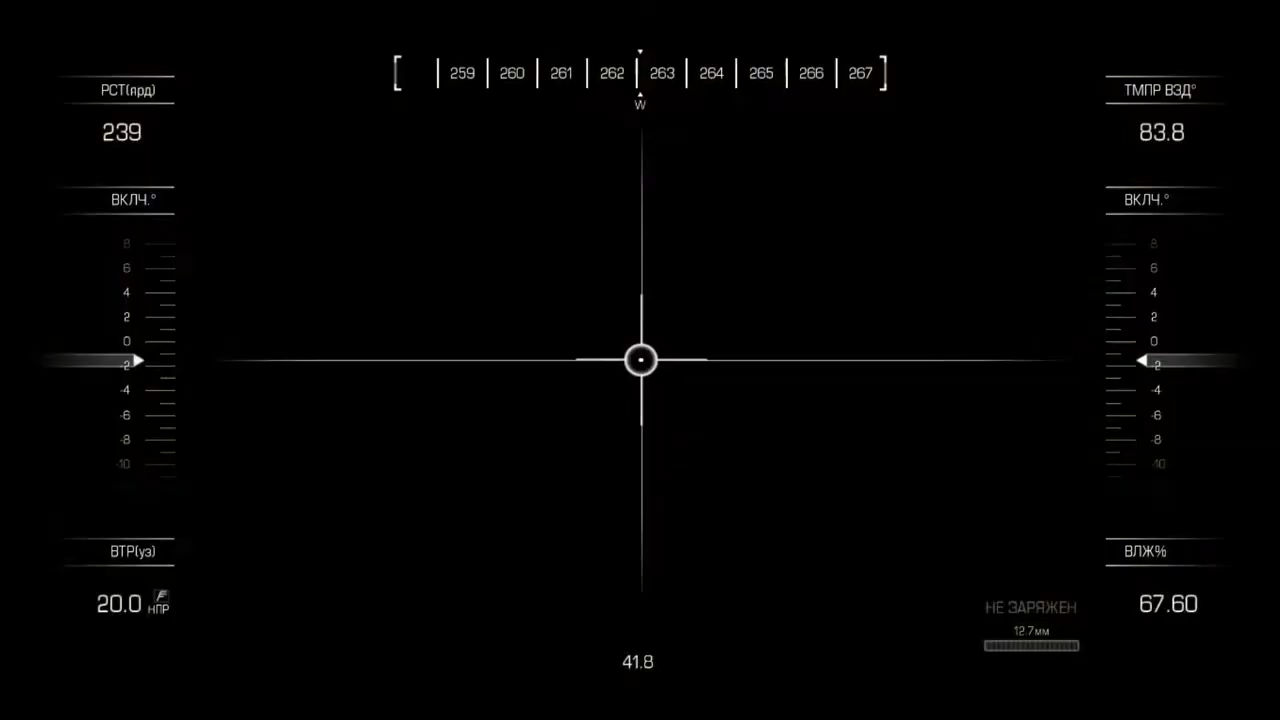 259 260 261 262 263 264 265 266 267
W
РСТ(ярд)
239
ВКЛЧ.°
8
6
4
2
0
-2
-4
-6
-8
-10
ВТР(уз)
20.0 НПР
ТМПР ВЗД°
83.8
ВКЛЧ.°
8
6
4
2
0
-2
-4
-6
-8
-10
ВЛЖ%
67.60
НЕ ЗАРЯЖЕН
12.7мм
41.8